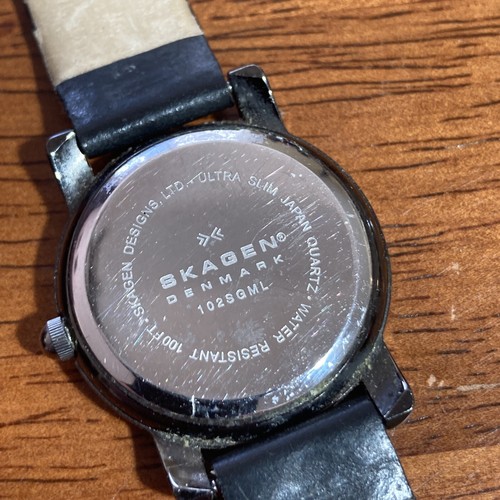 SKAGEN DESIGNS, LTD. • ULTRA SLIM JAPAN QUARTZ • WATER RESISTANT 100FT •
SKAGEN®
DENMARK
102SGML